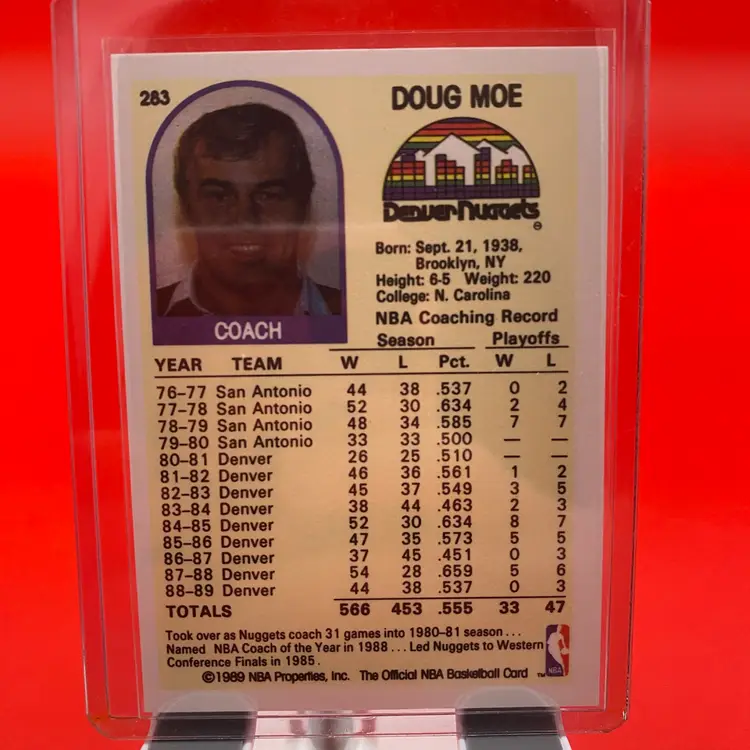 283
DOUG MOE
Denver Nuggets
Born: Sept. 21, 1938,
Brooklyn, NY
Height: 6-5 Weight: 220
College: N. Carolina
COACH
NBA Coaching Record
Season Playoffs
YEAR TEAM W L Pct. W L
76-77 San Antonio 44 38 .537 0 2
77-78 San Antonio 52 30 .634 2 4
78-79 San Antonio 48 34 .585 7 7
79-80 San Antonio 33 33 .500 — —
80-81 Denver 26 25 .510 — —
81-82 Denver 46 36 .561 1 2
82-83 Denver 45 37 .549 3 5
83-84 Denver 38 44 .463 2 3
84-85 Denver 52 30 .634 8 7
85-86 Denver 47 35 .573 5 5
86-87 Denver 37 45 .451 0 3
87-88 Denver 54 28 .659 5 6
88-89 Denver 44 38 .537 0 3
TOTALS 566 453 .555 33 47
Took over as Nuggets coach 31 games into 1980-81 season . . .
Named NBA Coach of the Year in 1988 . . . Led Nuggets to Western
Conference Finals in 1985.
©1989 NBA Properties, Inc. The Official NBA Basketball Card
NBA
TM